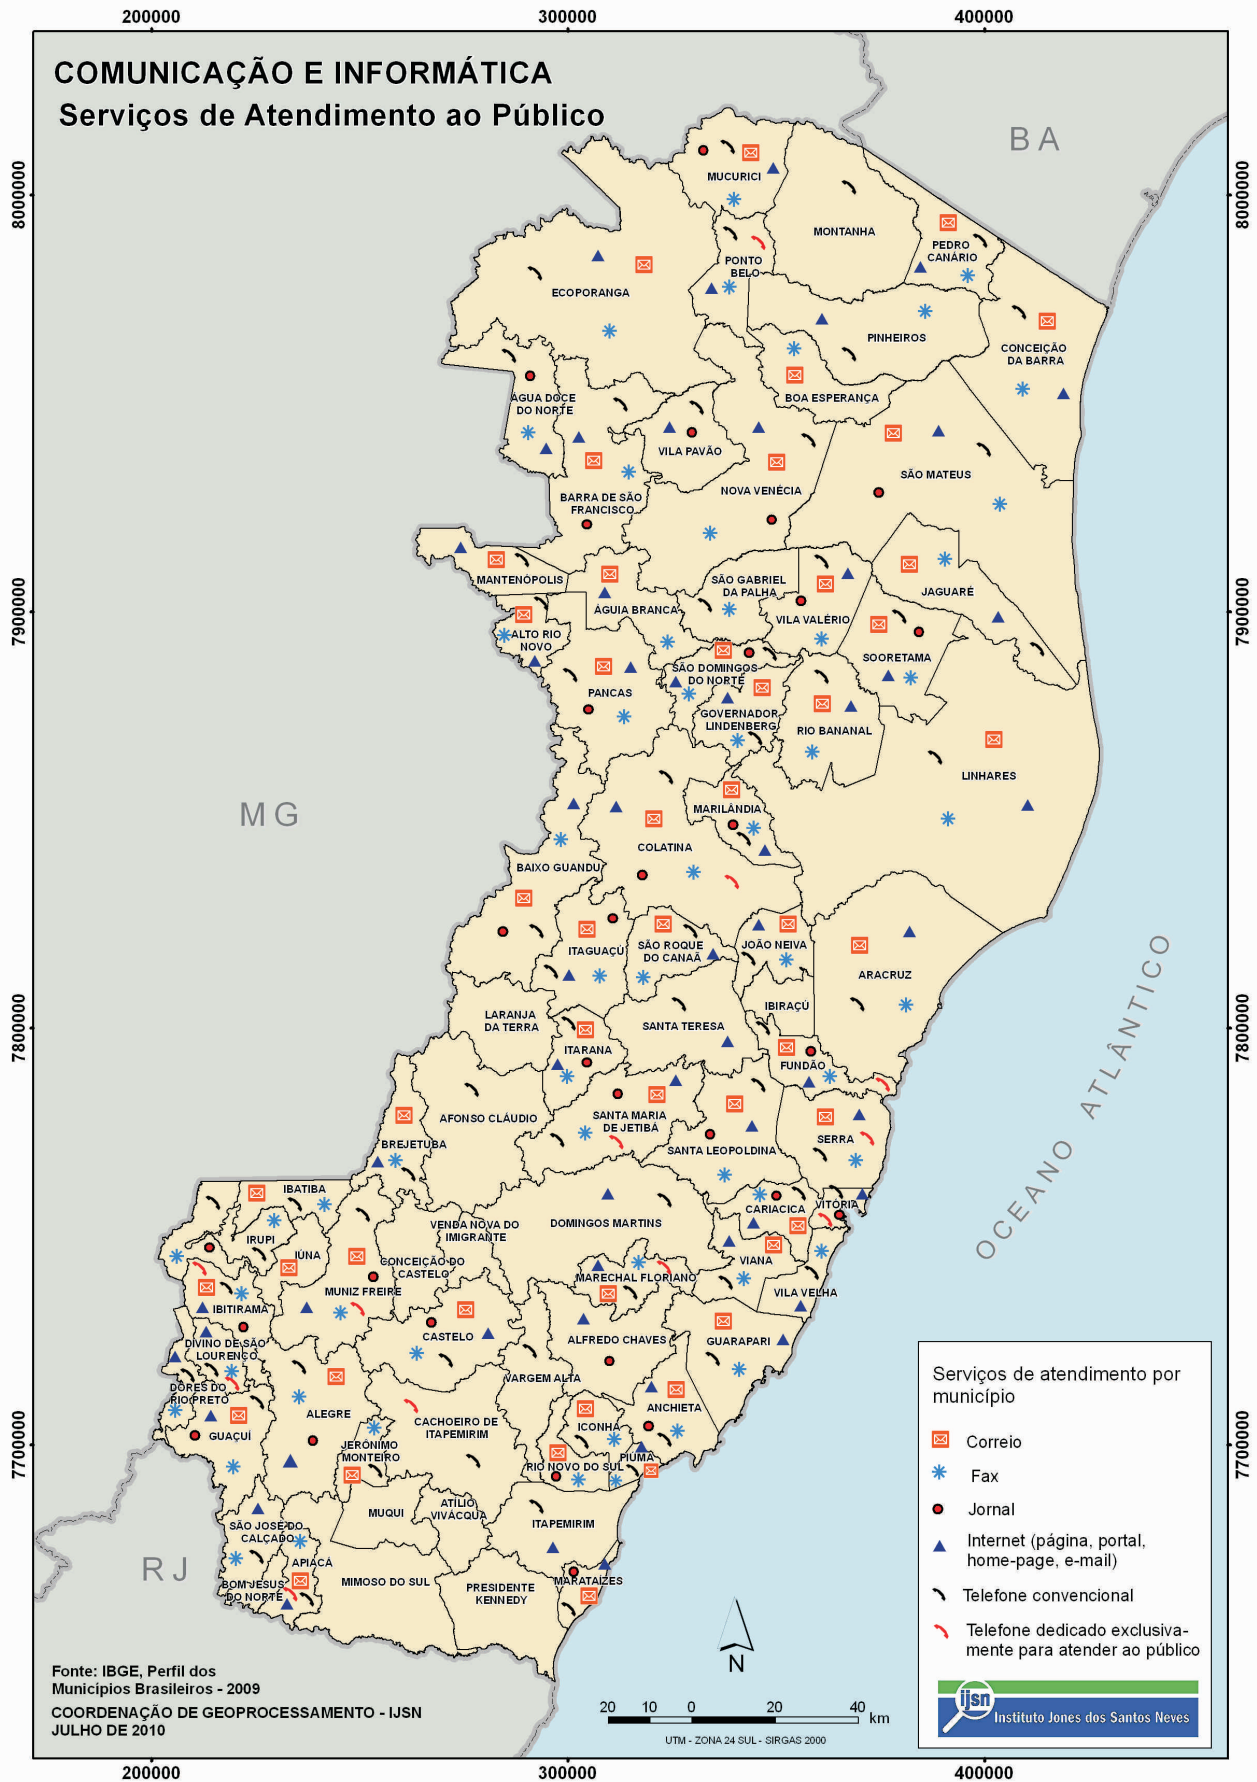 200000
300000
400000
COMUNICAÇÃO E INFORMÁTICA
Serviços de Atendimento ao Público
BA
8000000
8000000
MUCURICI
MONTANHA
PEDRO
CANÁRIO
PONTO
BELO
ECOPORANGA
PINHEIROS
CONCEIÇÃO
DA BARRA
BOA ESPERANÇA
ÁGUA DOCE
DO NORTE
VILA PAVÃO
SÃO MATEUS
NOVA VENÉCIA
BARRA DE SÃO
FRANCISCO
MANTENÓPOLIS
SÃO GABRIEL
DA PALHA
JAGUARÉ
ÁGUIA BRANCA
7900000
7900000
VILA VALÉRIO
ALTO RIO
NOVO
SOORETAMA
SÃO DOMINGOS
DO NORTE
PANCAS
GOVERNADOR
LINDENBERG
RIO BANANAL
LINHARES
MG
MARILÂNDIA
COLATINA
BAIXO GUANDU
ITAGUAÇÚ
SÃO ROQUE
DO CANAÃ
JOÃO NEIVA
ARACRUZ
IBIRAÇÚ
LARANJA
DA TERRA
SANTA TERESA
7800000
7800000
ITARANA
FUNDÃO
OCEANO ATLÂNTICO
AFONSO CLÁUDIO
SANTA MARIA
DE JETIBÁ
SERRA
BREJETUBA
SANTA LEOPOLDINA
IBATIBA
CARIACICA
VITÓRIA
VENDA NOVA DO
IMIGRANTE
DOMINGOS MARTINS
IRUPI
IÚNA
CONCEIÇÃO DO
CASTELO
VIANA
MARECHAL FLORIANO
MUNIZ FREIRE
VILA VELHA
IBITIRAMA
CASTELO
ALFREDO CHAVES
GUARAPARI
DIVINO DE SÃO
LOURENÇO
VARGEM ALTA
DORES DO
RIO PRETO
ANCHIETA
ALEGRE
CACHOEIRO DE
ITAPEMIRIM
ICONHA
GUAÇUÍ
JERÔNIMO
MONTEIRO
7700000
7700000
PIÚMA
RIO NOVO DO SUL
ATÍLIO
VIVÁCQUA
MUQUI
ITAPEMIRIM
SÃO JOSÉ DO
CALÇADO
RJ
APIACÁ
MIMOSO DO SUL
MARATAÍZES
BOM JESUS
DO NORTE
PRESIDENTE
KENNEDY
Serviços de atendimento por
município
Correio
Fax
Jornal
Internet (página, portal,
home-page, e-mail)
Telefone convencional
Telefone dedicado exclusiva-
mente para atender ao público
ijsn
Instituto Jones dos Santos Neves
N
Fonte: IBGE, Perfil dos
Municípios Brasileiros - 2009
COORDENAÇÃO DE GEOPROCESSAMENTO - IJSN
JULHO DE 2010
20 10 0 20 40
km
UTM - ZONA 24 SUL - SIRGAS 2000
200000
300000
400000